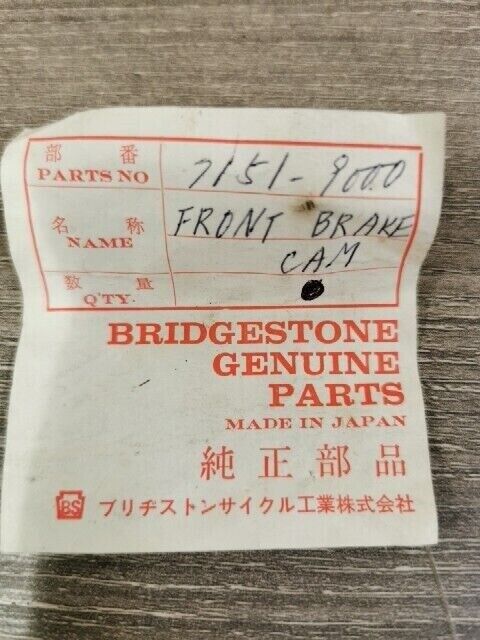 部 番 7151-9000
PARTS NO
名 称 FRONT BRAKE
NAME CAM
数 量
Q'TY.
BRIDGESTONE
GENUINE
PARTS
MADE IN JAPAN
純正部品
BS ブリヂストンサイクル工業株式会社